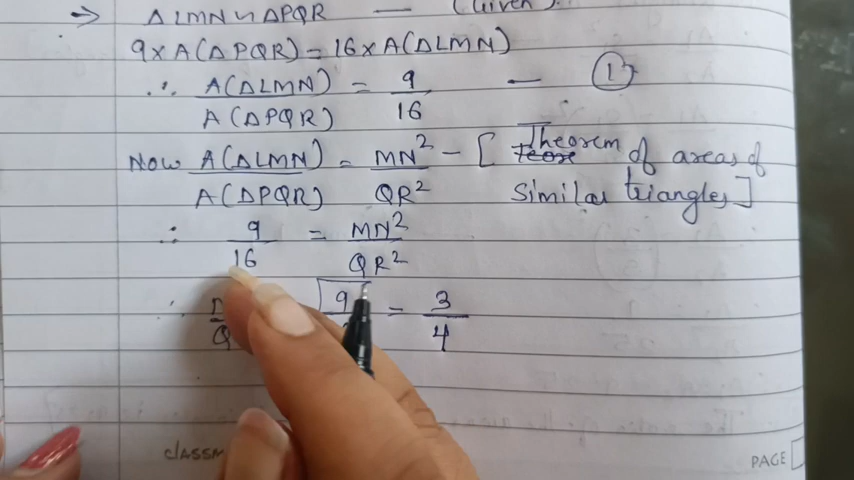 → ΔLMN ∼ ΔPQR — (Given).
9×A(ΔPQR) = 16×A(ΔLMN)
∴ A(ΔLMN) / A(ΔPQR) = 9/16 — ①
Now A(ΔLMN) / A(ΔPQR) = MN² / QR² - [Theorem of areas of
similar triangles]
∴ 9/16 = MN² / QR²
∴ = 3/4
PAGE